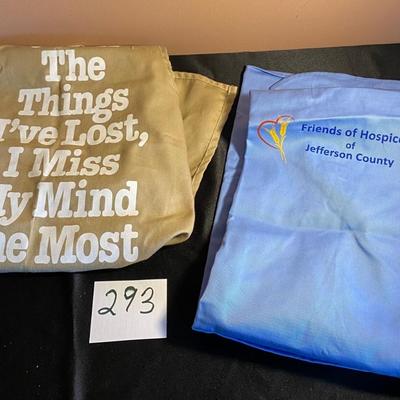 The
Things
I've Lost,
I Miss
My Mind
the Most
293
Friends of Hospice
of
Jefferson County